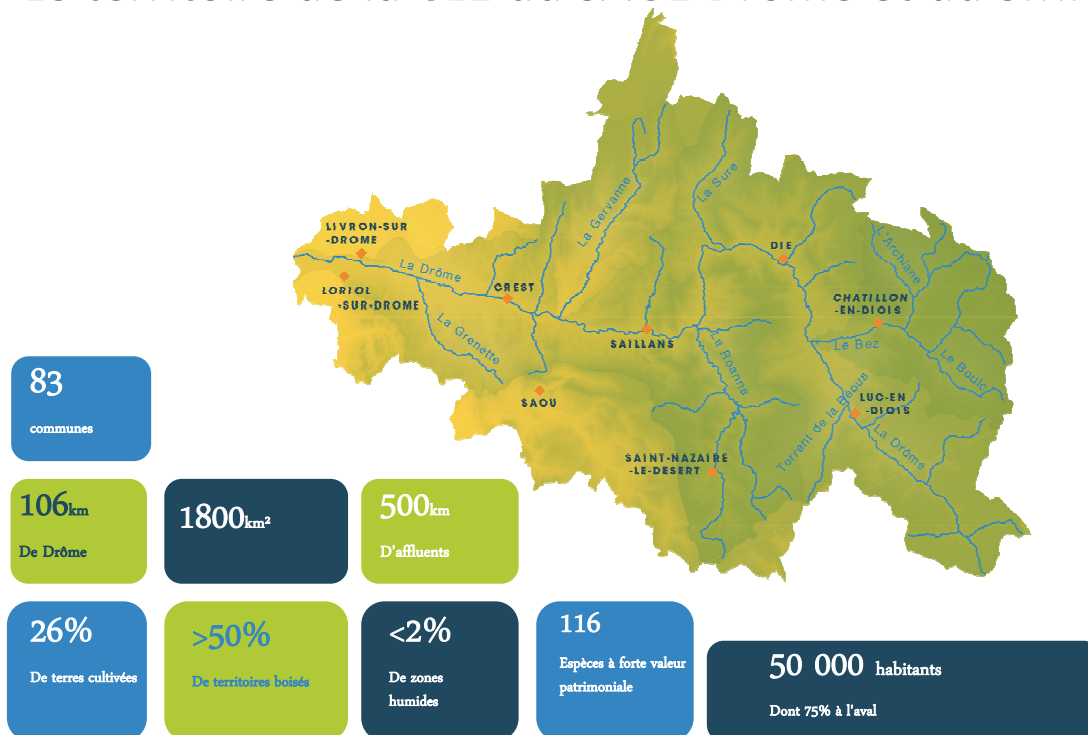 LIVRON-SUR
-DROME
LORIOL
-SUR-DROME
La Drôme
CREST
La Grenette
La Gervanne
La Sure
DIE
L'Archiane
CHATILLON
-EN-DIOIS
Le Bez
Le Boulc
SAILLANS
La Roanne
SAOU
LUC-EN
-DIOIS
Torrent de la Béous
La Drôme
SAINT-NAZAIRE
-LE-DESERT
83
communes
106km
De Drôme
1800km²
500km
D'affluents
26%
De terres cultivées
>50%
De territoires boisés
<2%
De zones
humides
116
Espèces à forte valeur
patrimoniale
50 000 habitants
Dont 75% à l'aval